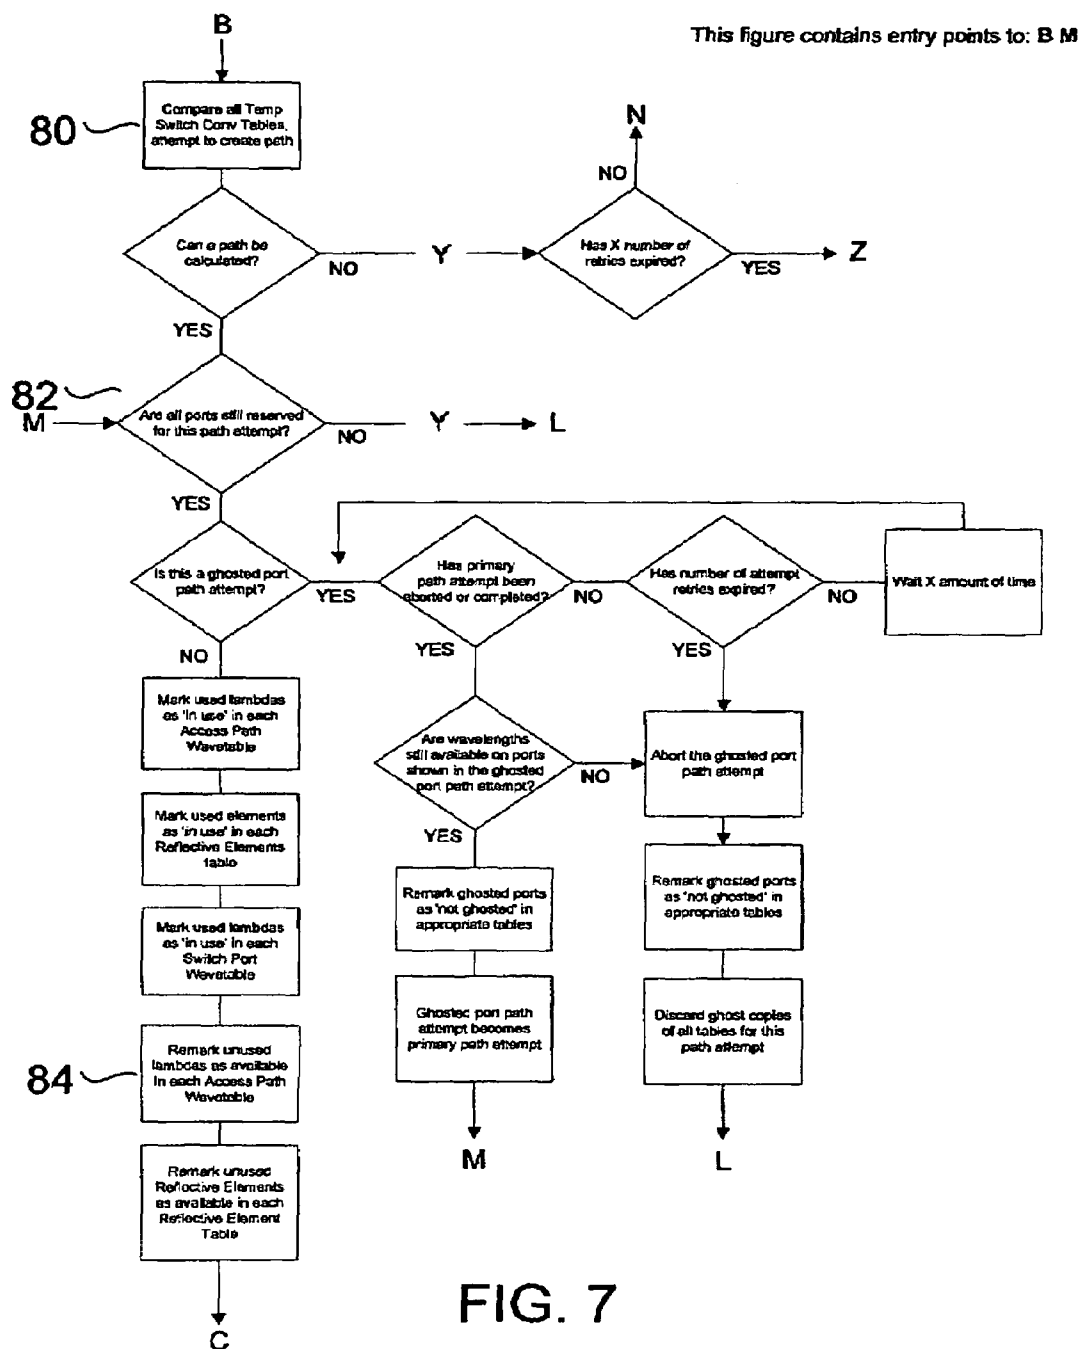 B
This figure contains entry points to: B M
80
Compare all Temp
Switch Conv Tables,
attempt to create path
N
NO
Can a path be
calculated?
NO
Y
Has X number of
retries expired?
YES
Z
YES
82
M
Are all ports still reserved
for this path attempt?
NO
Y
L
YES
Is this a ghosted port
path attempt?
YES
Has primary
path attempt been
aborted or completed?
NO
Has number of attempt
retries expired?
NO
Wait X amount of time
NO
YES
YES
Mark used lambdas
as 'in use' in each
Access Path
Wavetable
Are wavelengths
still available on ports
shown in the ghosted
port path attempt?
NO
Abort the ghosted port
path attempt
Mark used elements
as 'in use' in each
Reflective Elements
table
YES
Remark ghosted ports
as 'not ghosted' in
appropriate tables
Remark ghosted ports
as 'not ghosted' in
appropriate tables
Mark used lambdas
as 'in use' in each
Switch Port
Wavetable
Ghosted port path
attempt becomes
primary path attempt
Discard ghost copies
of all tables for this
path attempt
84
Remark unused
lambdas as available
in each Access Path
Wavetable
M
L
Remark unused
Reflective Elements
as available in each
Reflective Element
Table
C
FIG. 7